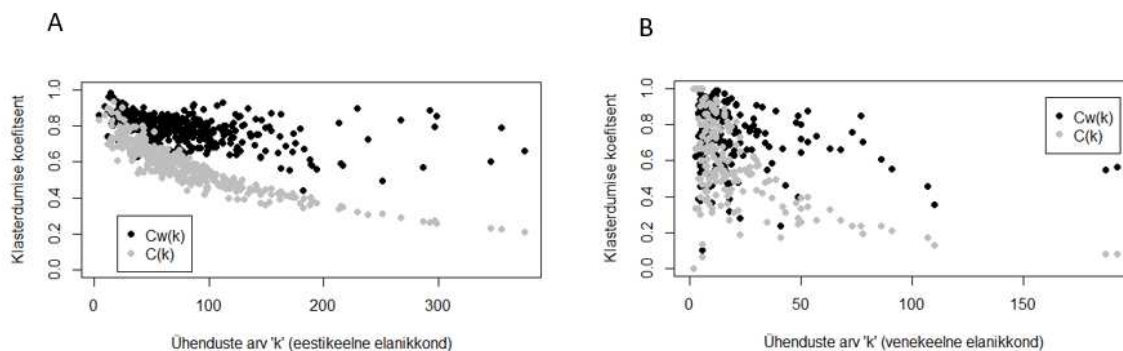 A
Klasterdumise koefitsent
1.0
0.8
0.6
0.4
0.2
0.0
Cw(k)
C(k)
0 100 200 300
Ühenduste arv 'k' (eestikeelne elanikkond)
B
Klasterdumise koefitsent
1.0
0.8
0.6
0.4
0.2
0.0
Cw(k)
C(k)
0 50 100 150
Ühenduste arv 'k' (venekeelne elanikkond)